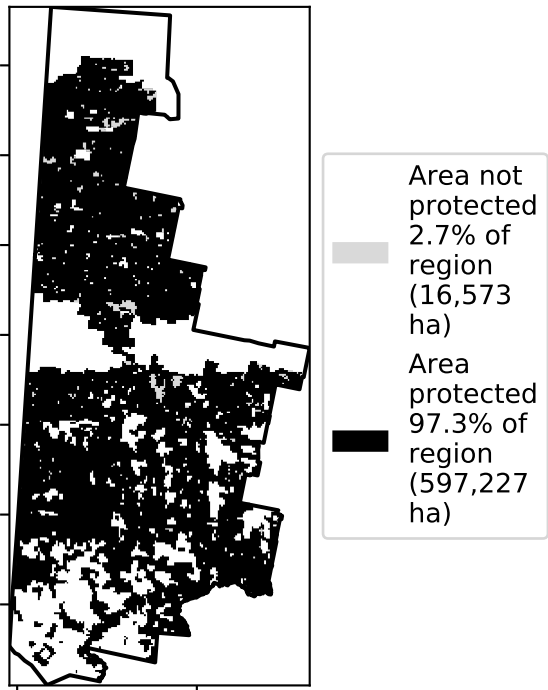 Area not
protected
2.7% of
region
(16,573
ha)
Area
protected
97.3% of
region
(597,227
ha)